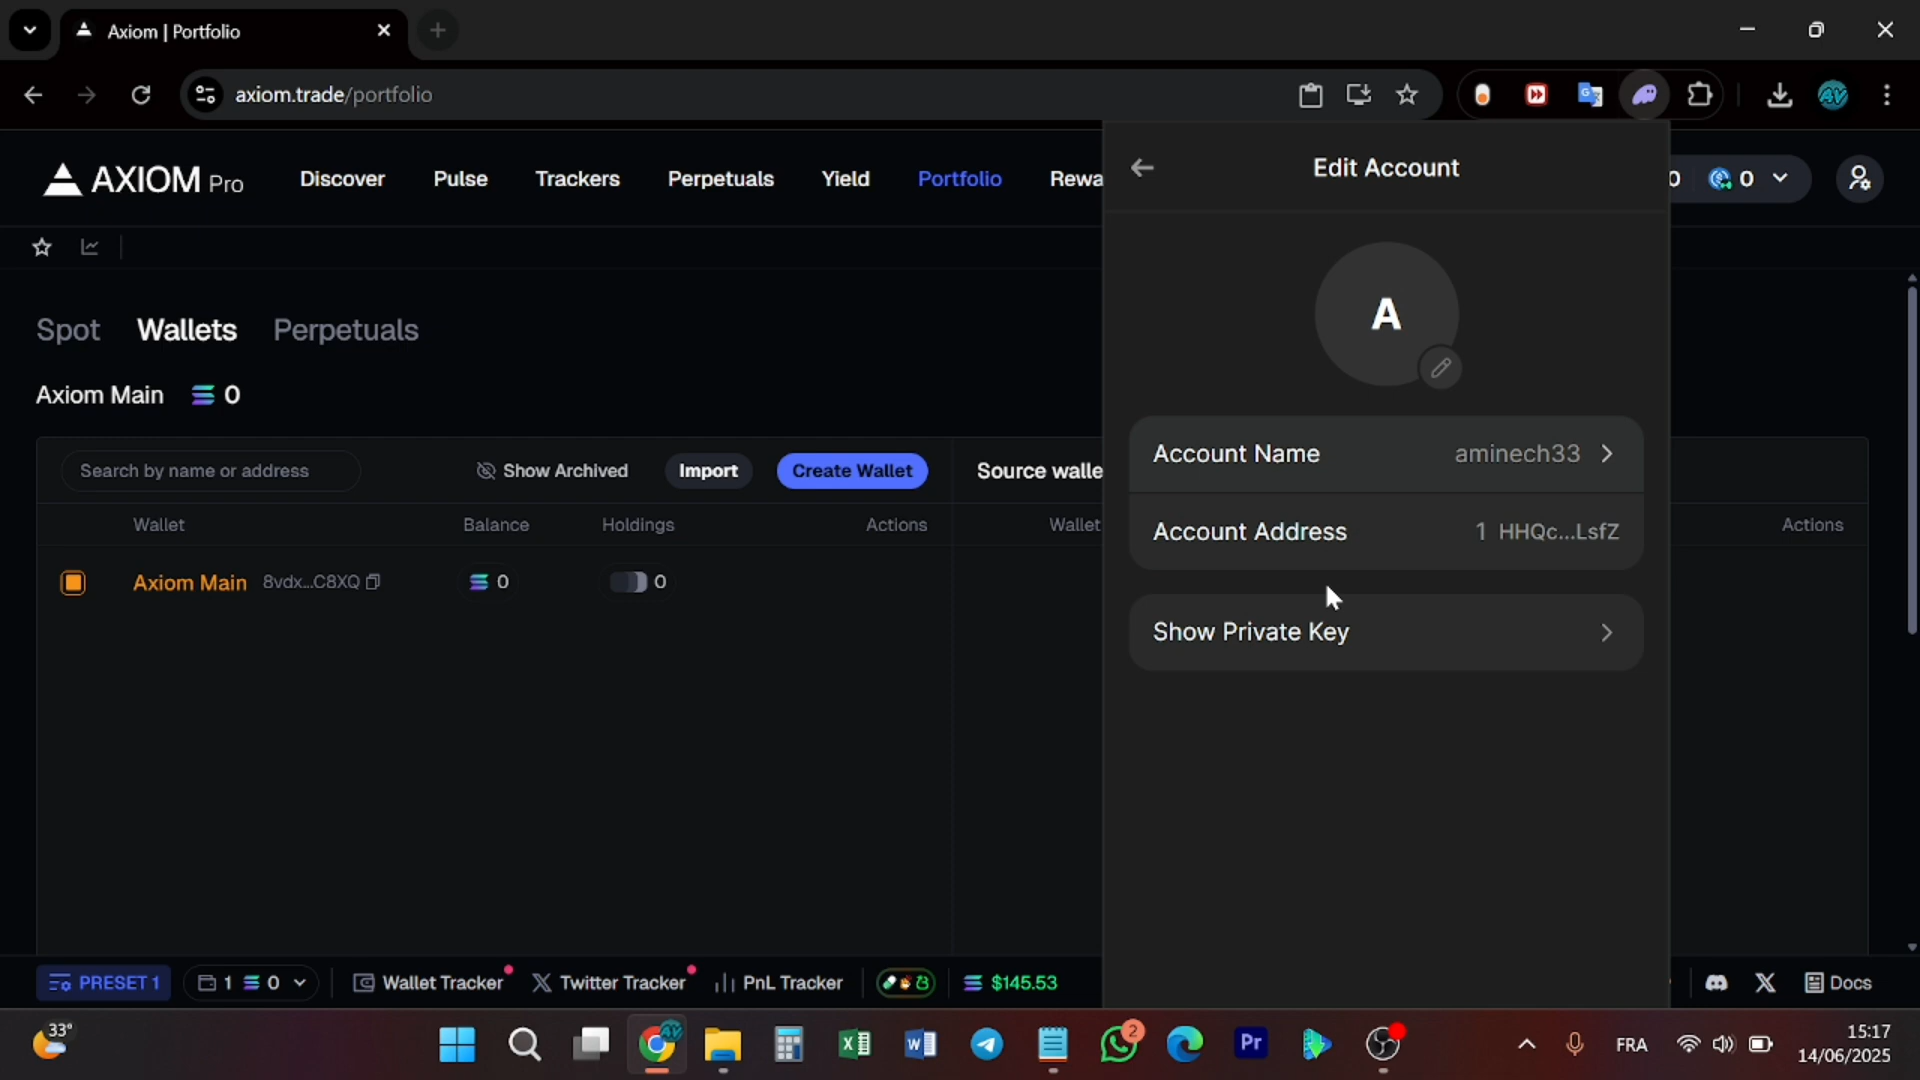 Axiom | Portfolio
axiom.trade/portfolio
AXIOM Pro
Discover
Pulse
Trackers
Perpetuals
Yield
Portfolio
Rewa
0
0
Edit Account
Spot
Wallets
Perpetuals
A
Axiom Main
0
Account Name
aminech33
Search by name or address
Show Archived
Import
Create Wallet
Source walle
Wallet
Balance
Holdings
Actions
Wallet
Actions
Account Address
1 HHQc...LsfZ
Axiom Main
8vdx...C8XQ
0
0
Show Private Key
PRESET 1
1
0
Wallet Tracker
Twitter Tracker
PnL Tracker
$145.53
Docs
33°
AV
2
Pr
FRA
15:17
14/06/2025